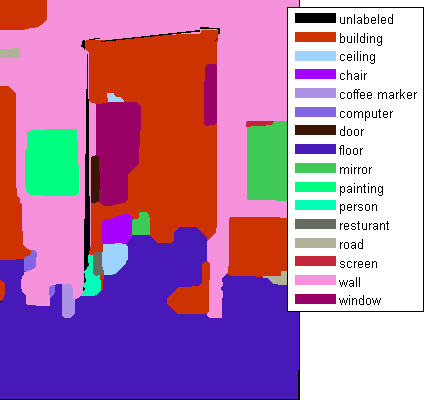 unlabeled
building
ceiling
chair
coffee marker
computer
door
floor
mirror
painting
person
resturant
road
screen
wall
window